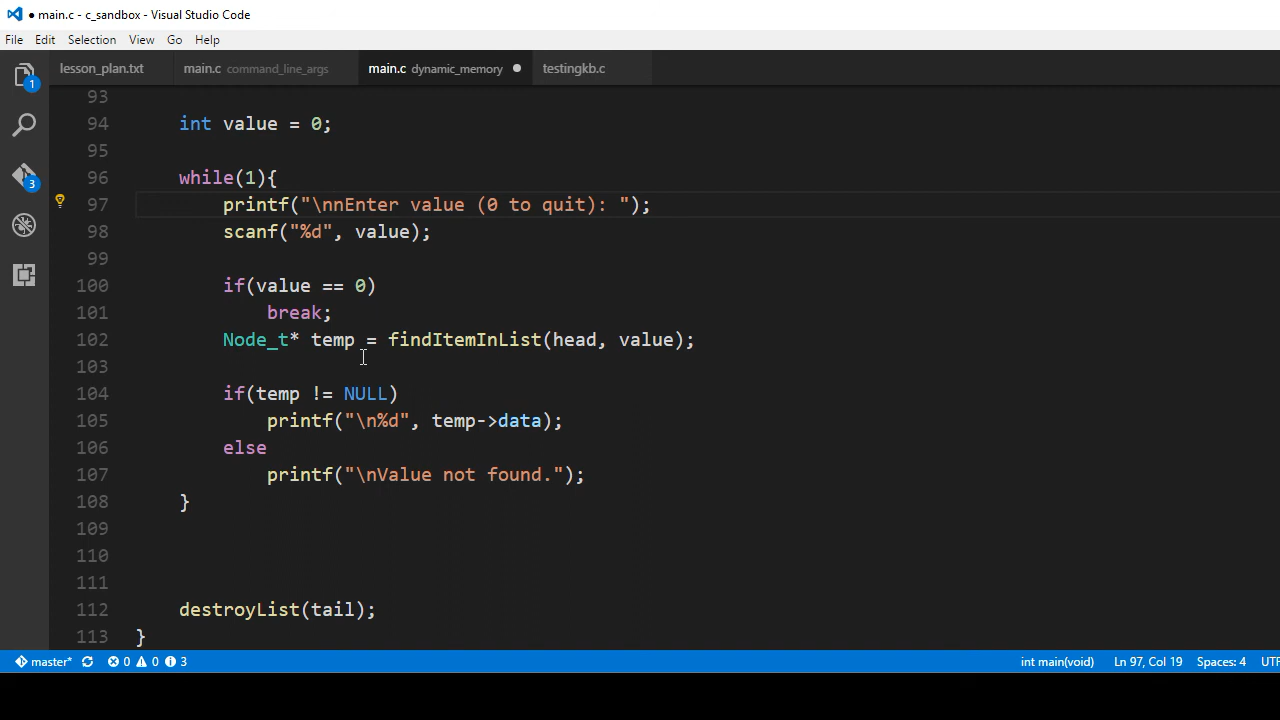 ● main.c - c_sandbox - Visual Studio Code
File Edit Selection View Go Help
lesson_plan.txt main.c command_line_args main.c dynamic_memory ● testingkb.c
1
3
93
94 int value = 0;
95
96 while(1){
97 printf("\nnEnter value (0 to quit): ");
98 scanf("%d", value);
99
100 if(value == 0)
101 break;
102 Node_t* temp = findItemInList(head, value);
103
104 if(temp != NULL)
105 printf("\n%d", temp->data);
106 else
107 printf("\nValue not found.");
108 }
109
110
111
112 destroyList(tail);
113 }
master* 0 0 3 int main(void) Ln 97, Col 19 Spaces: 4 UTF